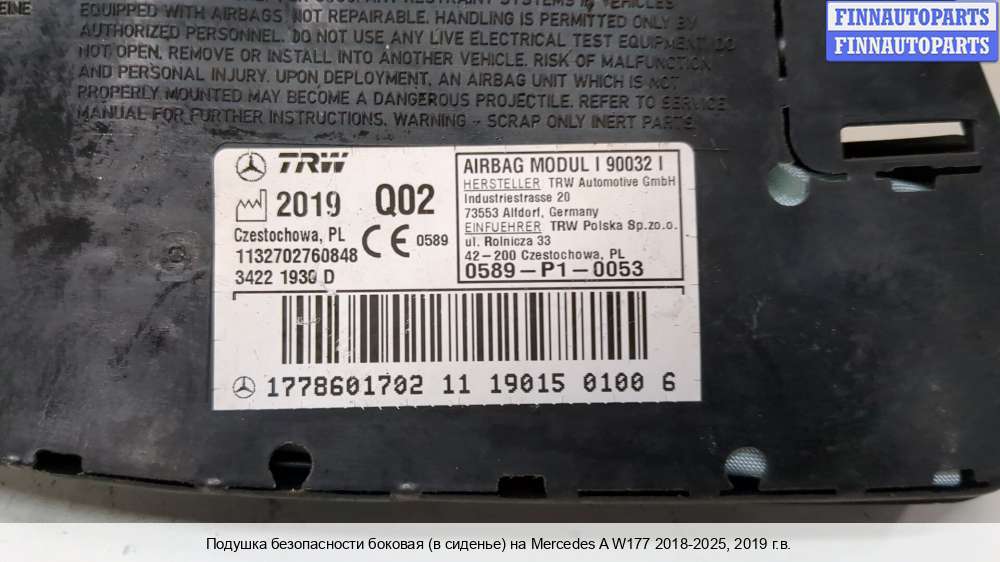 EQUIPPED WITH AIRBAGS. NOT REPAIRABLE. HANDLING IS PERMITTED ONLY BY
AUTHORIZED PERSONNEL. DO NOT USE ANY LIVE ELECTRICAL TEST EQUIPMENT. DO
NOT OPEN, REMOVE OR INSTALL INTO ANOTHER VEHICLE. RISK OF MALFUNCTION
AND PERSONAL INJURY. UPON DEPLOYMENT, AN AIRBAG UNIT WHICH IS NOT
PROPERLY MOUNTED MAY BECOME A DANGEROUS PROJECTILE. REFER TO SERVICE
MANUAL FOR FURTHER INSTRUCTIONS. WARNING - SCRAP ONLY INERT PARTS.
FINNAUTOPARTS
FINNAUTOPARTS
TRW
2019 Q02
Czestochowa, PL
CE 0589
1132702760848
3422 1930 D
AIRBAG MODUL I 90032 I
HERSTELLER TRW Automotive GmbH
Industriestrasse 20
73553 Alfdorf, Germany
EINFUEHRER TRW Polska Sp.zo.o.
ul. Rolnicza 33
42-200 Czestochowa, PL
0589-P1-0053
1778601702 11 19015 0100 6
Подушка безопасности боковая (в сиденье) на Mercedes A W177 2018-2025, 2019 г.в.